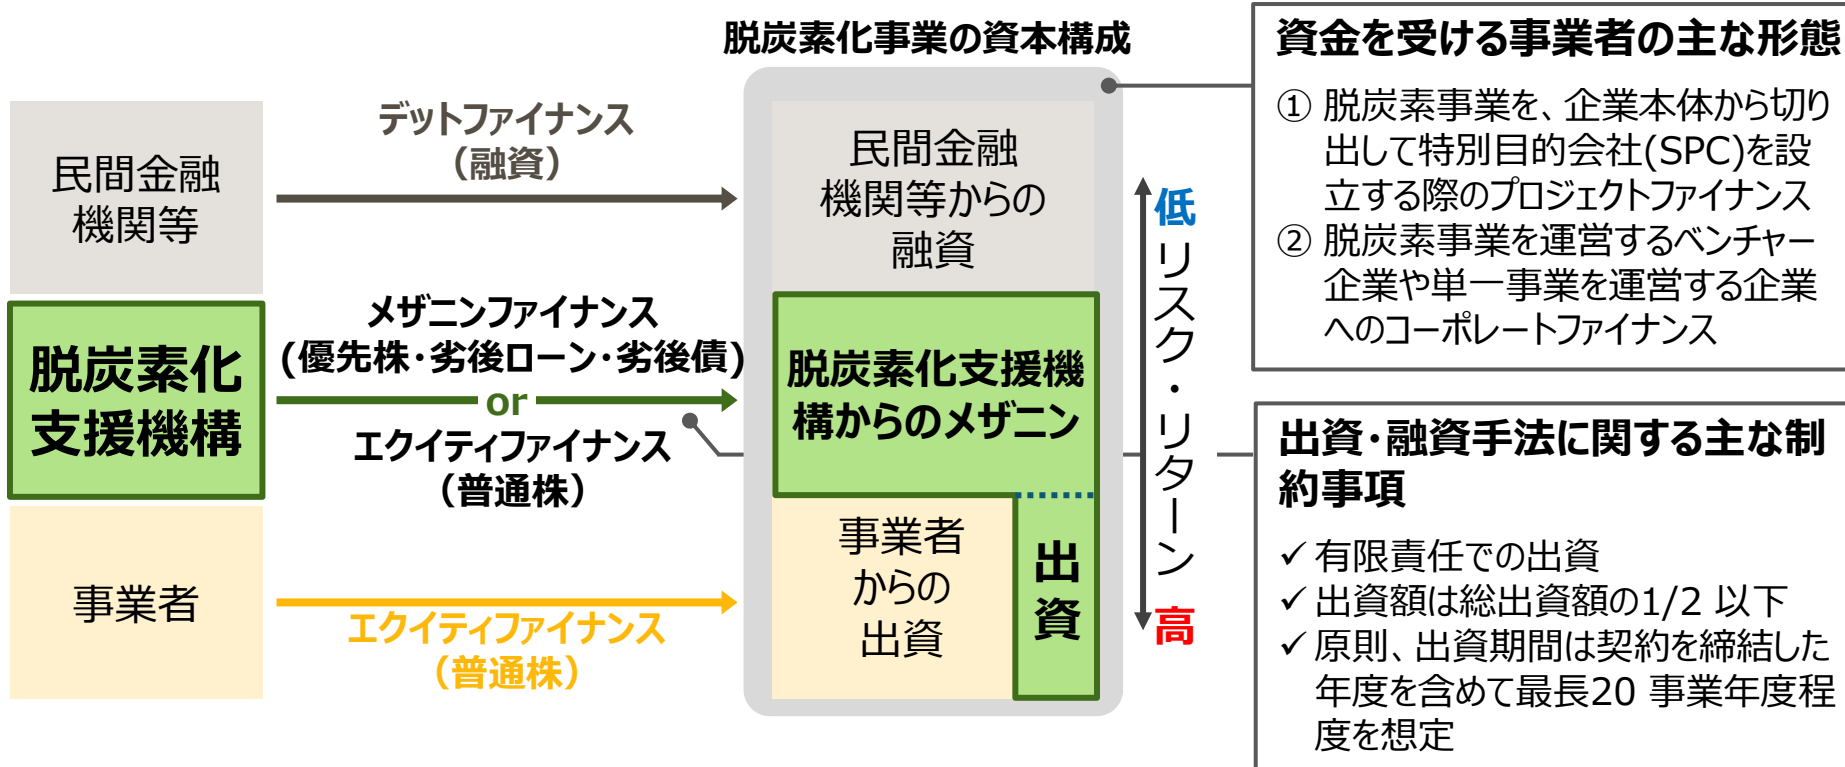 脱炭素化事業の資本構成
民間金融
機関等
デットファイナンス
（融資）
民間金融
機関等からの
融資
脱炭素化
支援機構
メザニンファイナンス
(優先株・劣後ローン・劣後債)
or
エクイティファイナンス
（普通株）
脱炭素化支援機
構からのメザニン
事業者
エクイティファイナンス
（普通株）
事業者
からの
出資
出
資
低
リスク・リターン
高
資金を受ける事業者の主な形態
① 脱炭素事業を、企業本体から切り
出して特別目的会社(SPC)を設
立する際のプロジェクトファイナンス
② 脱炭素事業を運営するベンチャー
企業や単一事業を運営する企業
へのコーポレートファイナンス
出資・融資手法に関する主な制
約事項
✓ 有限責任での出資
✓ 出資額は総出資額の1/2 以下
✓ 原則、出資期間は契約を締結した
年度を含めて最長20 事業年度程
度を想定